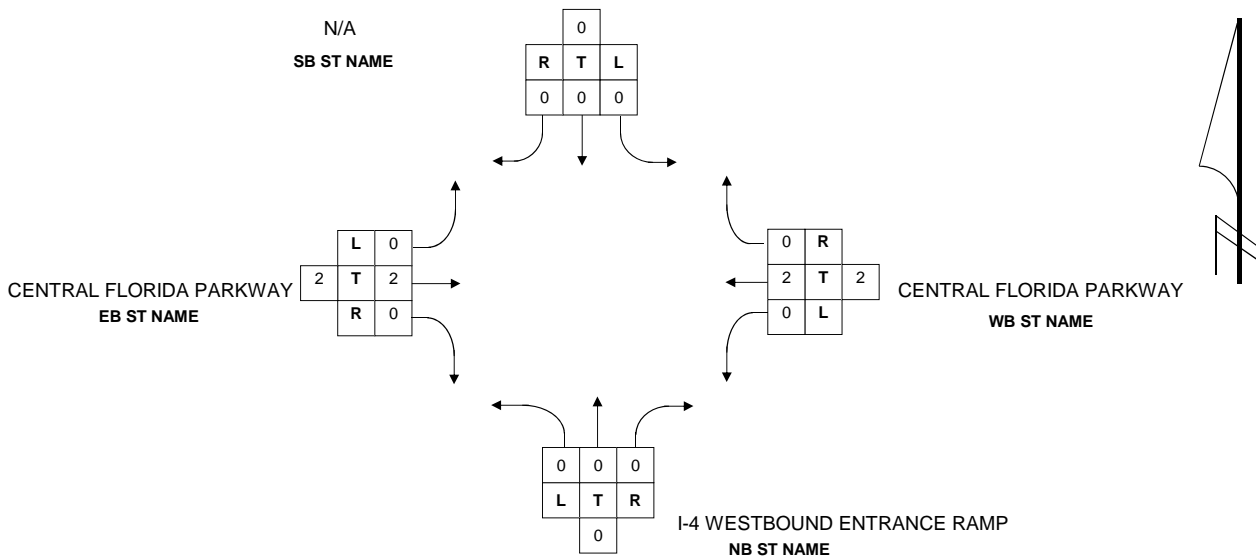 N/A
SB ST NAME
0
R T L
0 0 0
L 0
2 T 2
R 0
CENTRAL FLORIDA PARKWAY
EB ST NAME
0 R
2 T 2
0 L
CENTRAL FLORIDA PARKWAY
WB ST NAME
0 0 0
L T R
0
I-4 WESTBOUND ENTRANCE RAMP
NB ST NAME